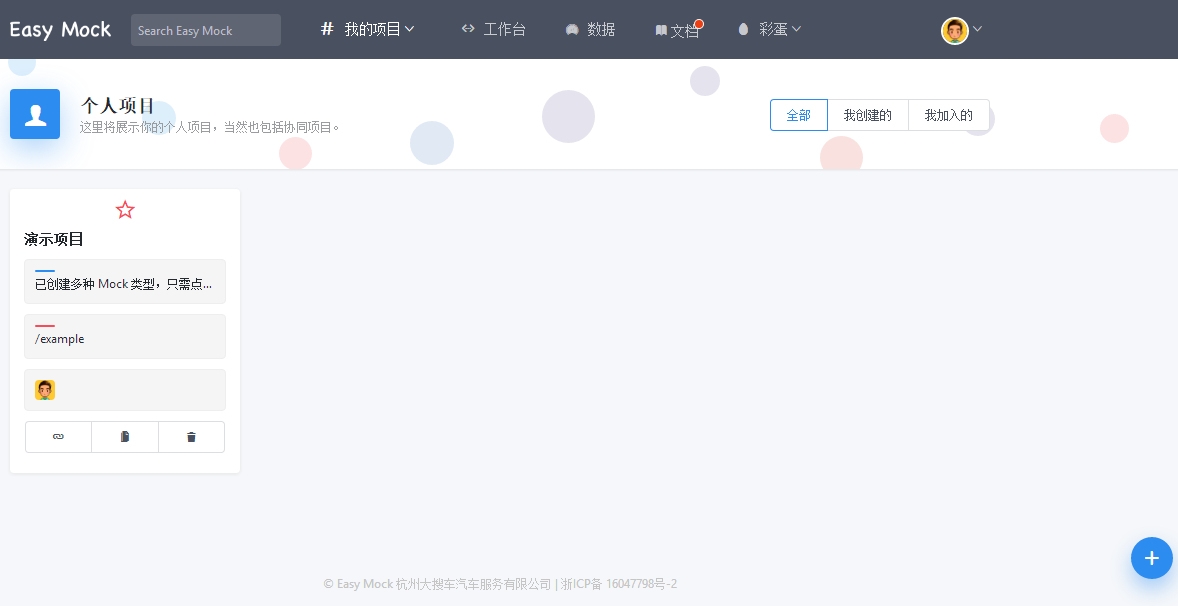 Easy Mock
Search Easy Mock
# 我的项目
工作台
数据
文档
彩蛋
个人项目
这里将展示你的个人项目，当然也包括协同项目。
全部
我创建的
我加入的
演示项目
已创建多种 Mock 类型，只需点...
/example
© Easy Mock 杭州大搜车汽车服务有限公司 | 浙ICP备 16047798号-2